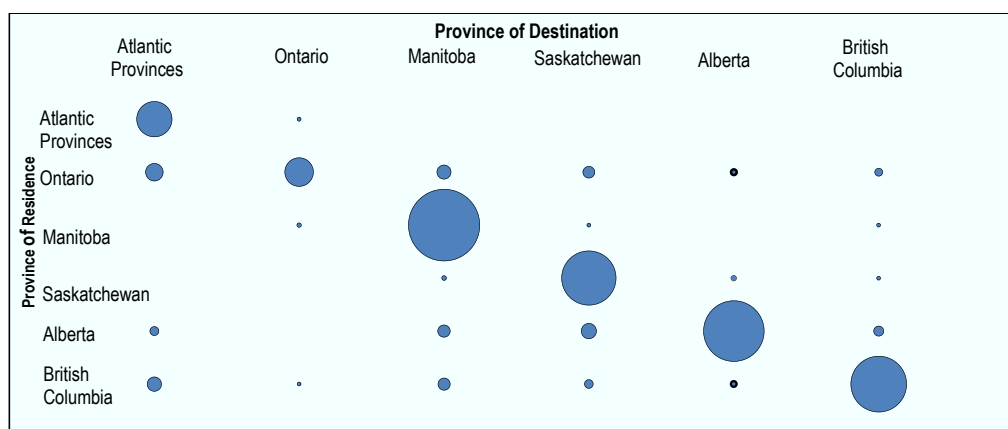 Province of Destination
Atlantic
Provinces
Ontario
Manitoba
Saskatchewan
Alberta
British
Columbia
Province of Residence
Atlantic
Provinces
Ontario
Manitoba
Saskatchewan
Alberta
British
Columbia